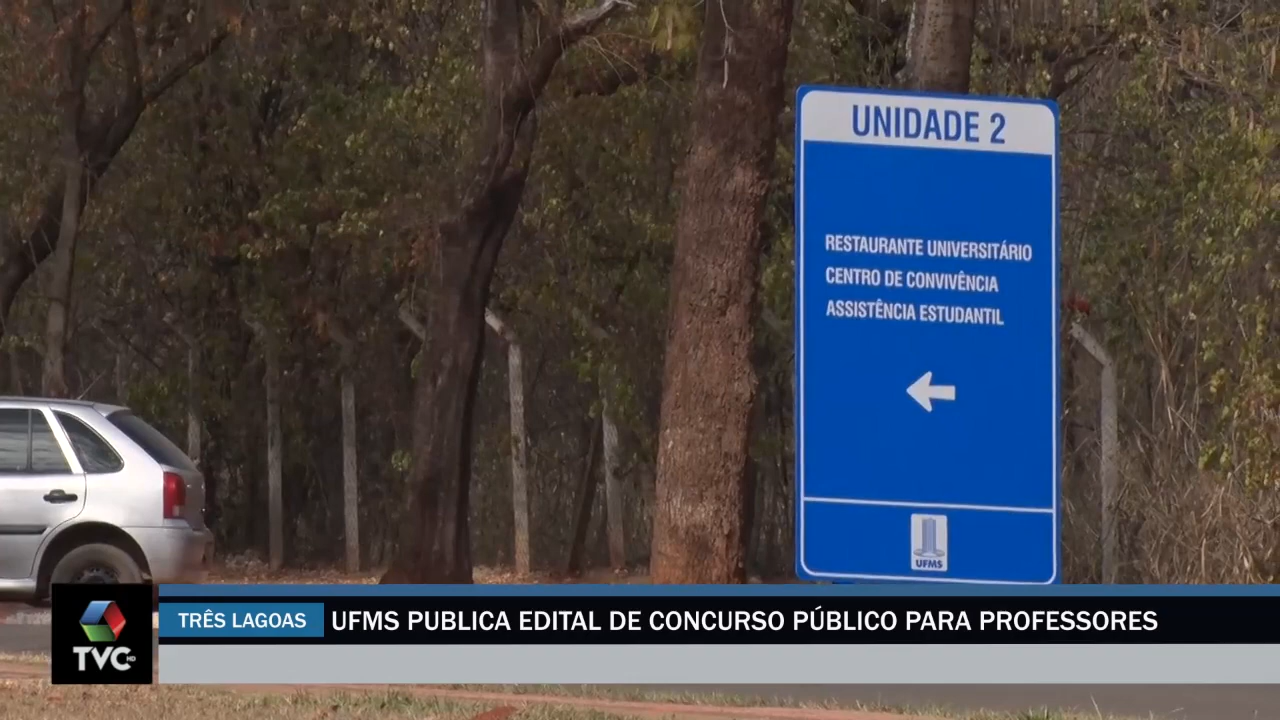 UNIDADE 2
RESTAURANTE UNIVERSITÁRIO
CENTRO DE CONVIVÊNCIA
ASSISTÊNCIA ESTUDANTIL
UFMS
TVC HD
TRÊS LAGOAS
UFMS PUBLICA EDITAL DE CONCURSO PÚBLICO PARA PROFESSORES